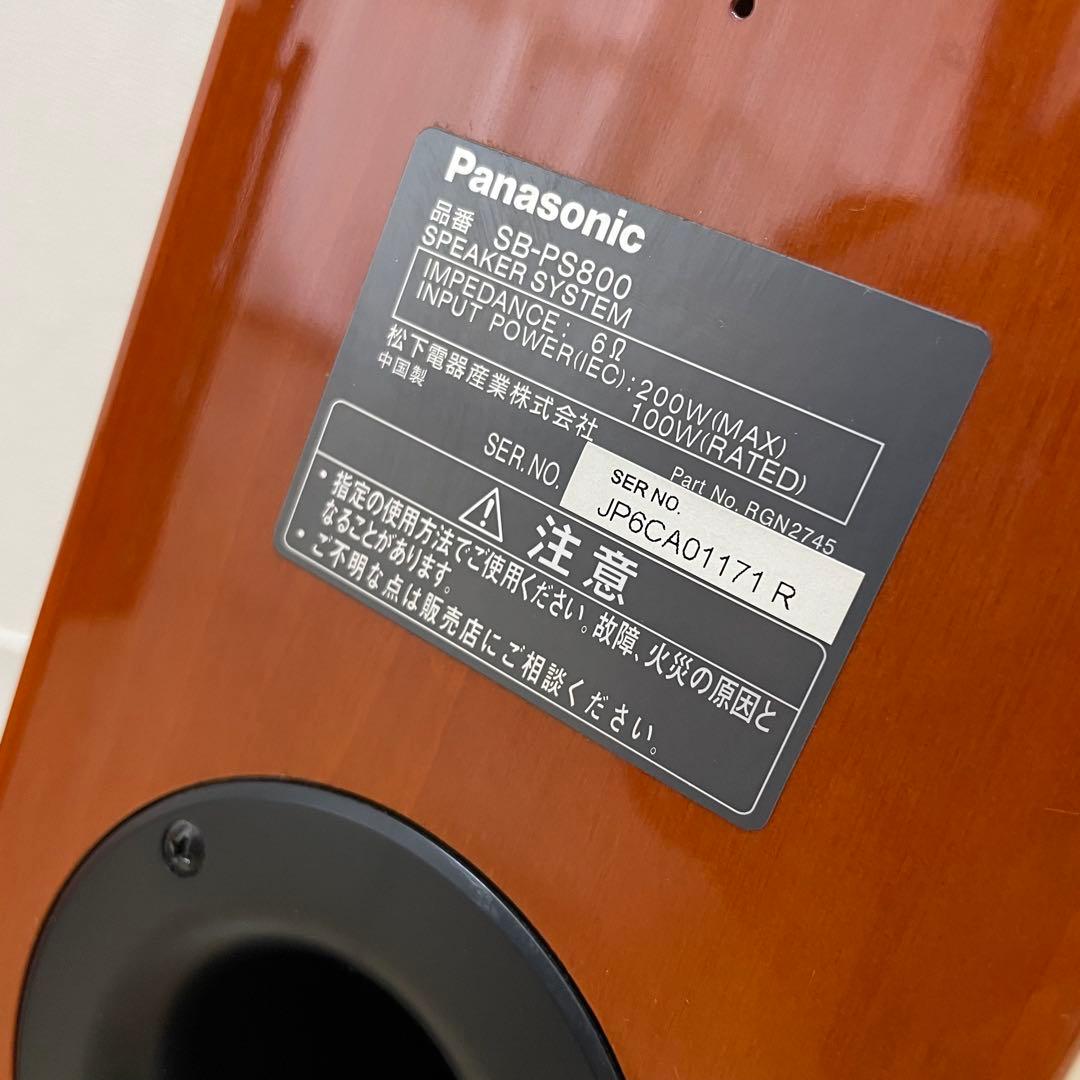 Panasonic
品番 SB-PS800
SPEAKER SYSTEM
IMPEDANCE: 6Ω
INPUT POWER(IEC): 200W(MAX)
100W(RATED)
松下電器産業株式会社
中国製
Part No. RGN2745
SER.NO.
SER NO.
JP6CA01171 R
注意
・指定の使用方法でご使用ください。故障、火災の原因と
なることがあります。
・ご不明な点は販売店にご相談ください。